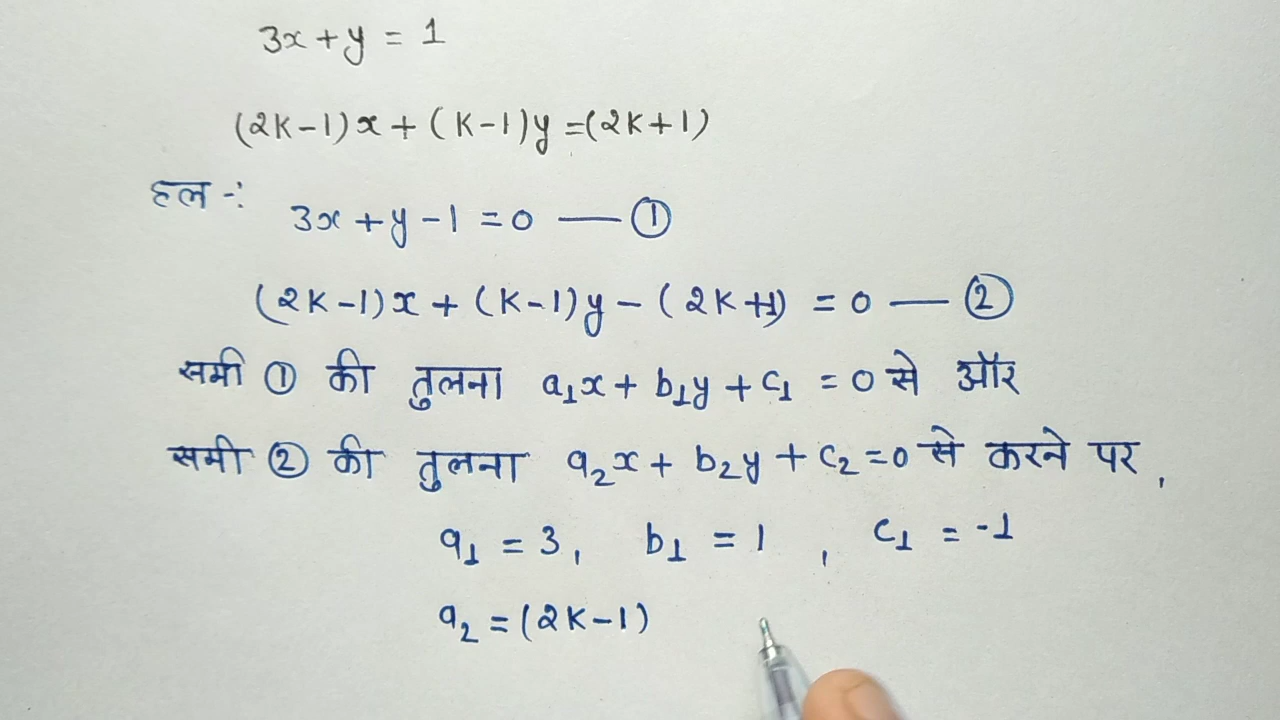 3x + y = 1
(2K-1)x + (K-1)y = (2K+1)
हल -:
3x + y - 1 = 0 — ①
(2K-1)x + (K-1)y - (2K+1) = 0 — ②
समी ① की तुलना a₁x + b₁y + c₁ = 0 से ऑर
समी ② की तुलना a₂x + b₂y + c₂ = 0 से करने पर,
a₁ = 3, b₁ = 1, c₁ = -1
a₂ = (2K-1)